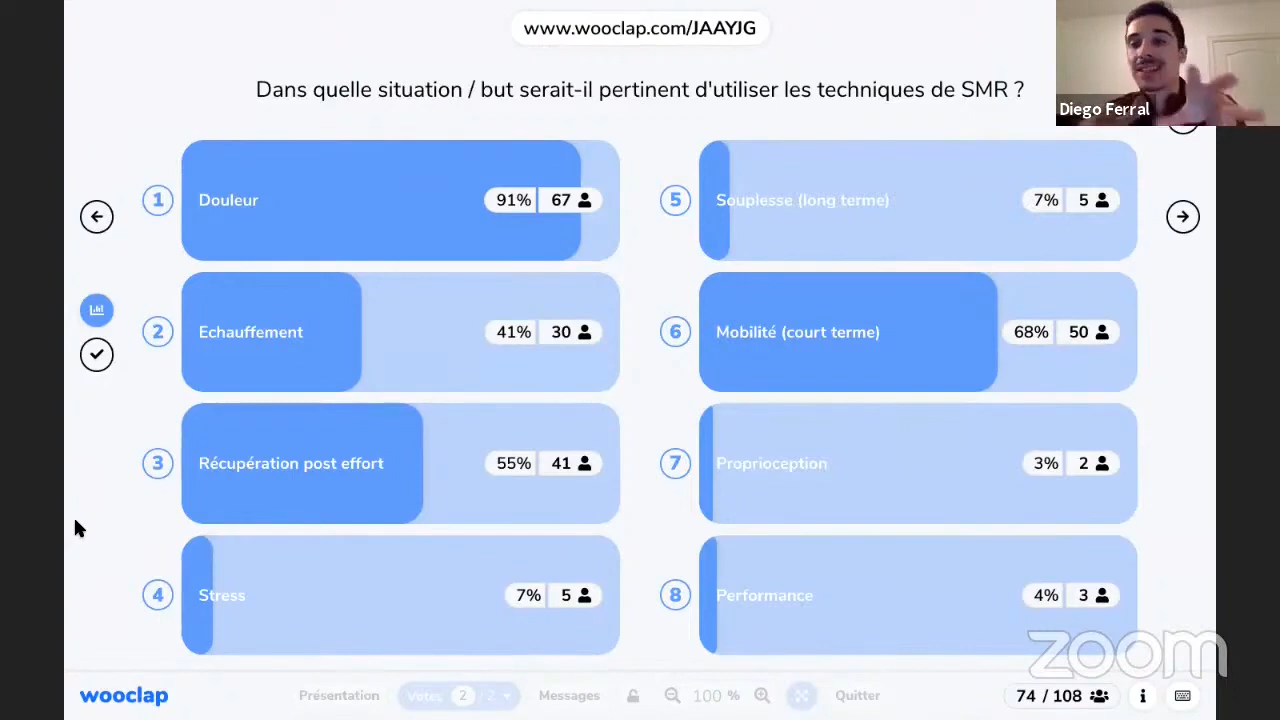 www.wooclap.com/JAAYJG
Diego Ferral
Dans quelle situation / but serait-il pertinent d'utiliser les techniques de SMR ?
1 Douleur 91% 67
2 Echauffement 41% 30
3 Récupération post effort 55% 41
4 Stress 7% 5
5 Souplesse (long terme) 7% 5
6 Mobilité (court terme) 68% 50
7 Proprioception 3% 2
8 Performance 4% 3
zoom
wooclap Présentation Votes 2 / 2 Messages 100 % Quitter 74 / 108